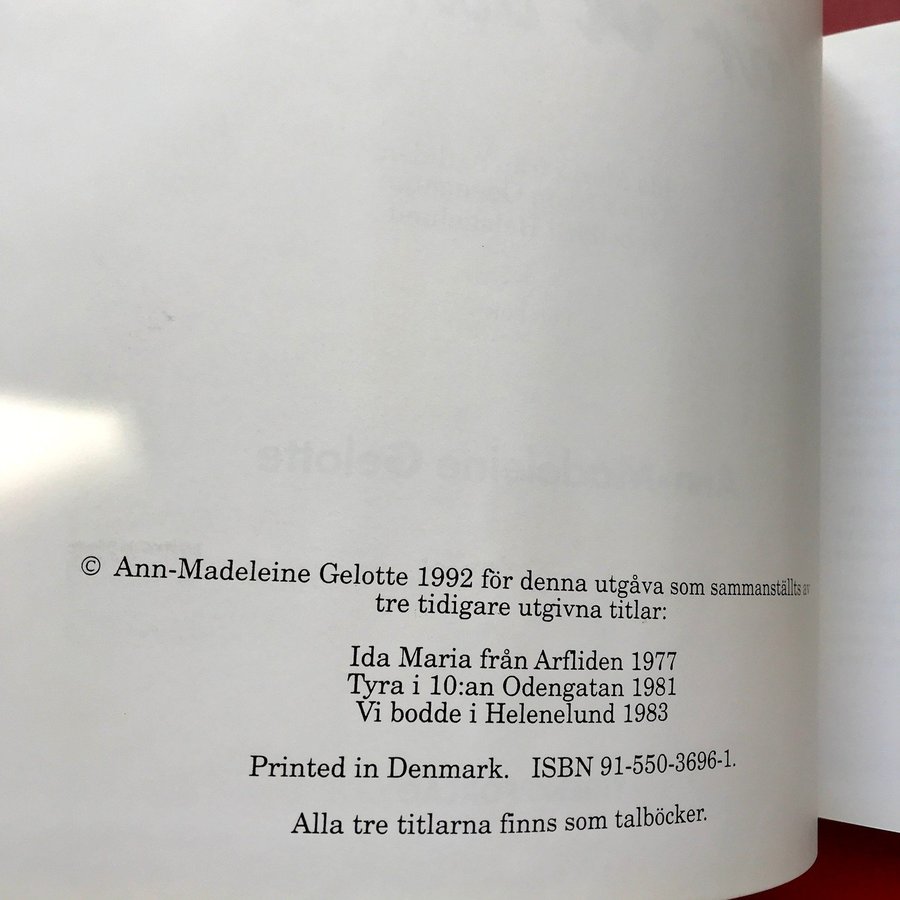 © Ann-Madeleine Gelotte 1992 för denna utgåva som sammanställts av
tre tidigare utgivna titlar:
Ida Maria från Arfliden 1977
Tyra i 10:an Odengatan 1981
Vi bodde i Helenelund 1983
Printed in Denmark. ISBN 91-550-3696-1.
Alla tre titlarna finns som talböcker.